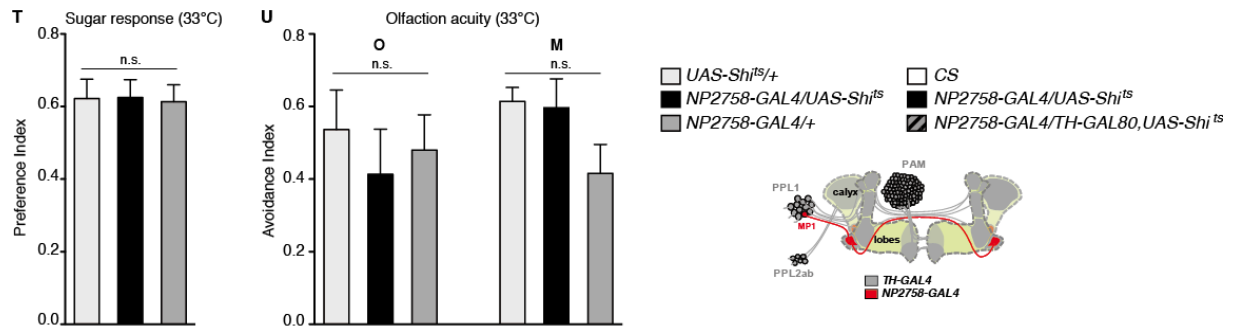 T Sugar response (33°C)
Preference Index
0.8
0.6
0.4
0.2
0.0
n.s.
U Olfaction acuity (33°C)
Avoidance Index
0.8
0.6
0.4
0.2
0.0
O
n.s.
M
n.s.
UAS-Shiᵗˢ/+
NP2758-GAL4/UAS-Shiᵗˢ
NP2758-GAL4/+
CS
NP2758-GAL4/UAS-Shiᵗˢ
NP2758-GAL4/TH-GAL80,UAS-Shiᵗˢ
PAM
PPL1
calyx
MP1
lobes
PPL2ab
TH-GAL4
NP2758-GAL4